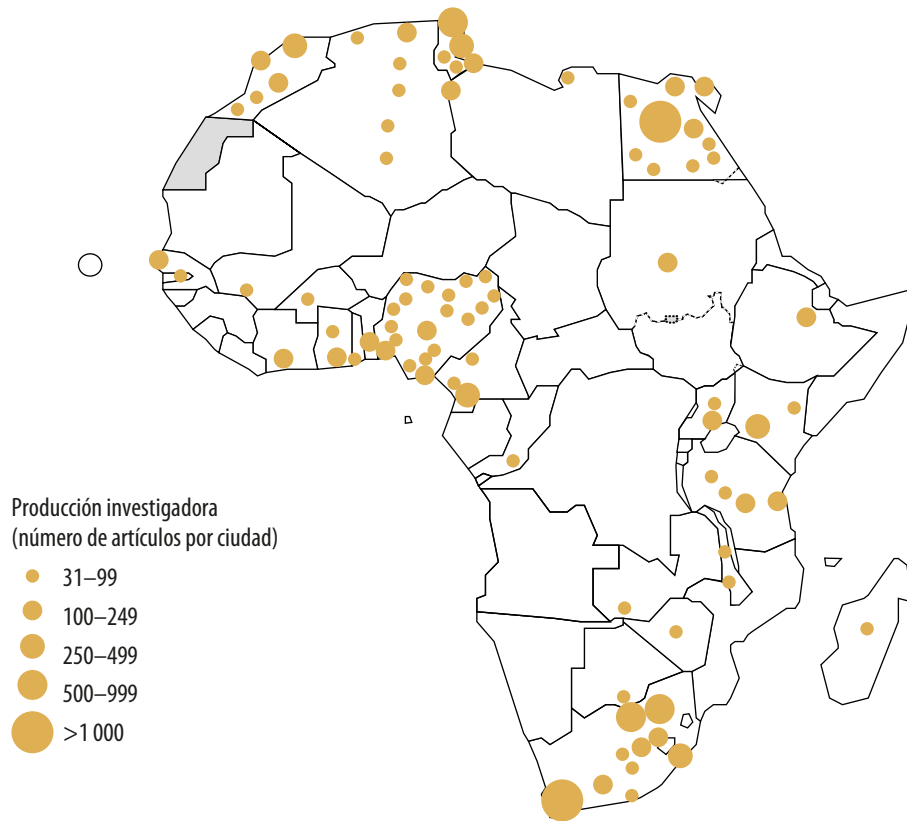 Producción investigadora
(número de artículos por ciudad)
31–99
100–249
250–499
500–999
>1 000